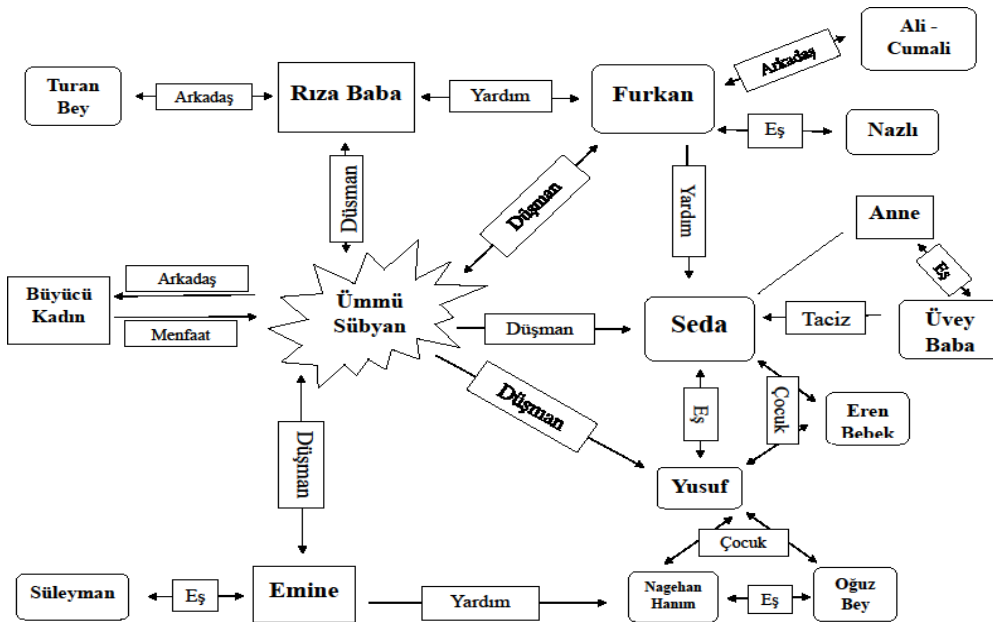 Ali -
Cumali
Arkadaş
Turan
Bey
Arkadaş
Rıza Baba
Yardım
Furkan
Eş
Nazlı
Düsman
Düşman
Yardım
Anne
Eş
Büyücü
Kadın
Arkadaş
Menfaat
Ümmü
Sübyan
Düşman
Seda
Taciz
Üvey
Baba
Düşman
Düşman
Eş
Çocuk
Eren
Bebek
Yusuf
Çocuk
Süleyman
Eş
Emine
Yardım
Nagehan
Hanım
Eş
Oğuz
Bey